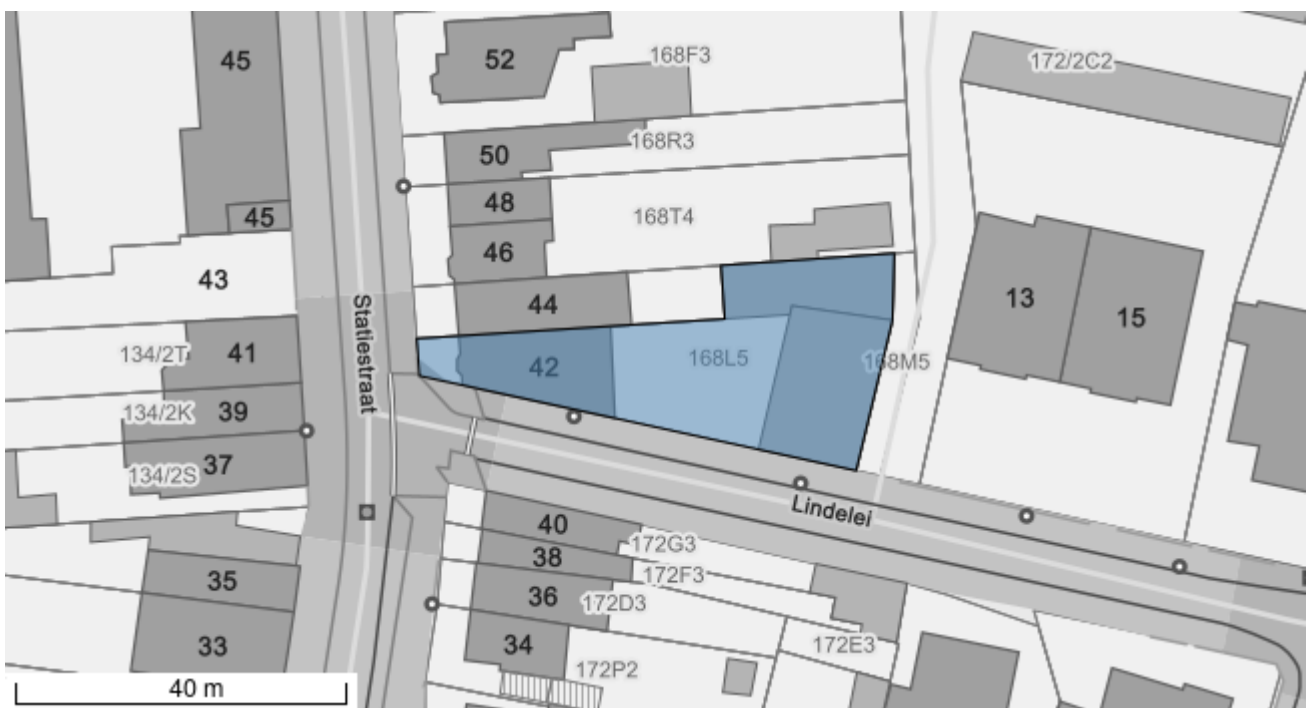 45
52
168F3
172/2C2
50
168R3
48
168T4
45
46
43
13
15
44
Statiestraat
41
134/2T
42
168L5
168M5
39
134/2K
37
134/2S
Lindelei
40
172G3
38
172F3
35
36
172D3
33
34
172E3
172P2
40 m